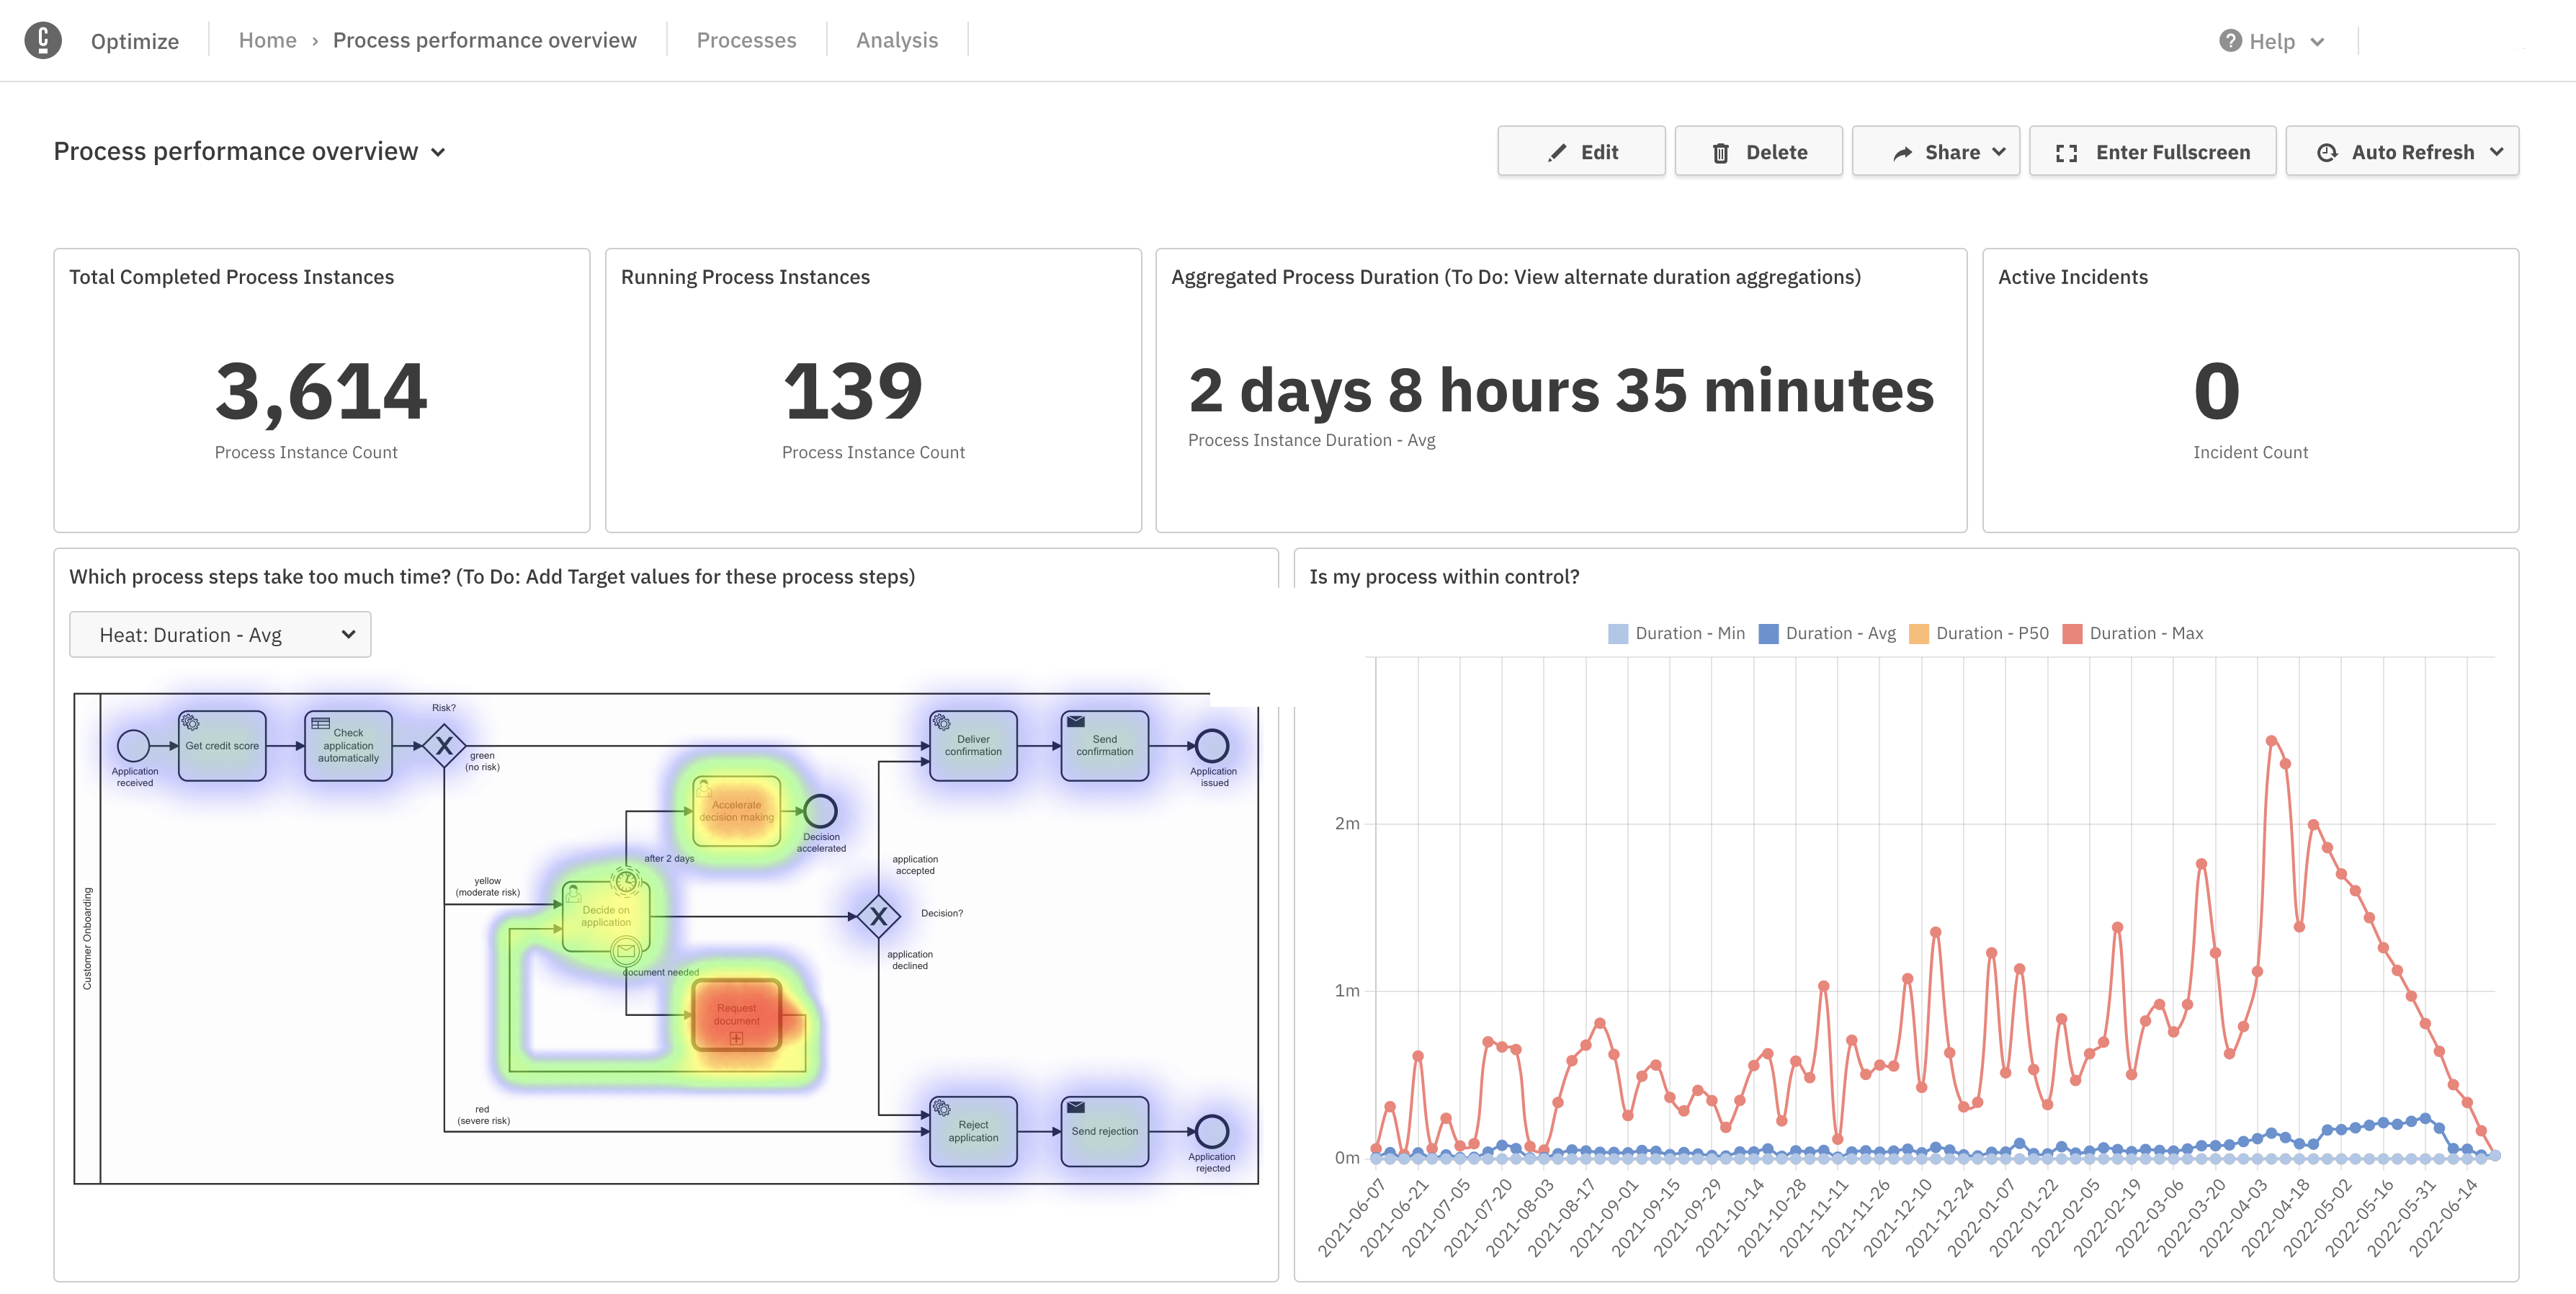 Optimize
Home › Process performance overview
Processes
Analysis
Help
Process performance overview
Edit
Delete
Share
Enter Fullscreen
Auto Refresh
Total Completed Process Instances
3,614
Process Instance Count
Running Process Instances
139
Process Instance Count
Aggregated Process Duration (To Do: View alternate duration aggregations)
2 days 8 hours 35 minutes
Process Instance Duration - Avg
Active Incidents
0
Incident Count
Which process steps take too much time? (To Do: Add Target values for these process steps)
Heat: Duration - Avg
Customer Onboarding
Application
received
Get credit score
Check
application
automatically
Risk?
green
(no risk)
yellow
(moderate risk)
red
(severe risk)
Decide on
application
after 2 days
Accelerate
decision making
Decision
accelerated
document needed
Request
document
Decision?
application
accepted
application
declined
Deliver
confirmation
Send
confirmation
Application
issued
Reject
application
Send rejection
Application
rejected
Is my process within control?
Duration - Min
Duration - Avg
Duration - P50
Duration - Max
2m
1m
0m
2021-06-07
2021-06-21
2021-07-05
2021-07-20
2021-08-03
2021-08-17
2021-09-01
2021-09-15
2021-09-29
2021-10-14
2021-10-28
2021-11-11
2021-11-26
2021-12-10
2021-12-24
2022-01-07
2022-01-22
2022-02-05
2022-02-19
2022-03-06
2022-03-20
2022-04-03
2022-04-18
2022-05-02
2022-05-16
2022-05-31
2022-06-14